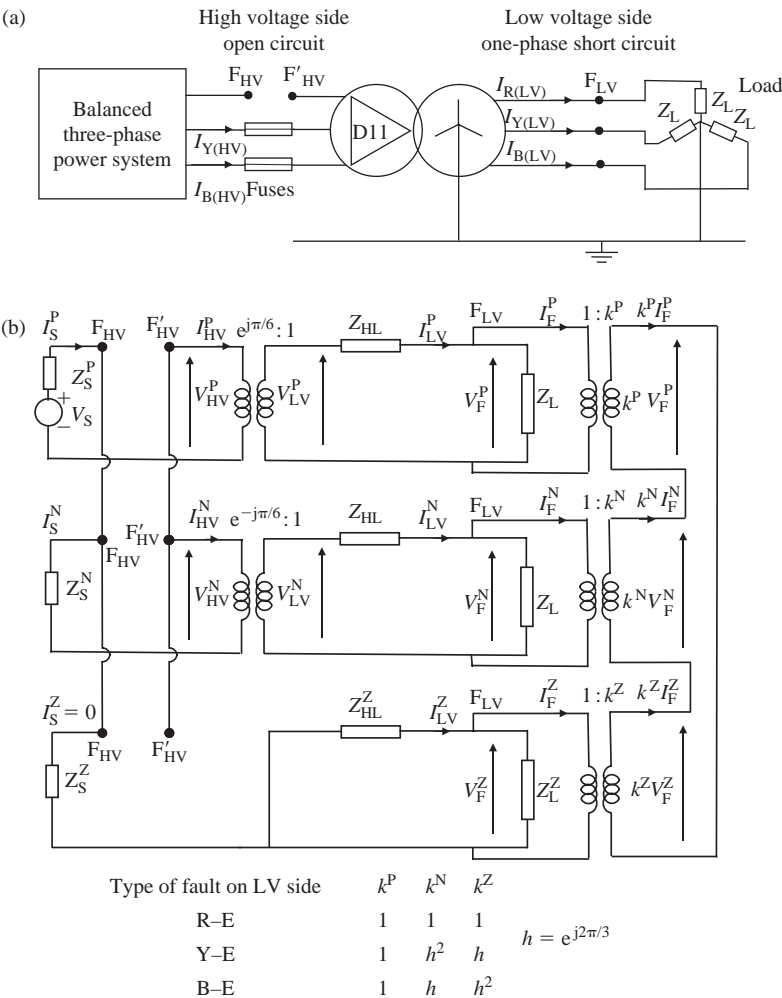 (a)
High voltage side
open circuit
Low voltage side
one-phase short circuit
F_HV F′_HV
Balanced
three-phase
power system
I_Y(HV)
I_B(HV) Fuses
D11
I_R(LV) F_LV
I_Y(LV)
I_B(LV)
Load
Z_L Z_L Z_L
(b)
I_S^P F_HV F′_HV I_HV^P e^{jπ/6} : 1 Z_HL I_LV^P F_LV I_F^P 1 : k^P k^P I_F^P
Z_S^P
+
−
V_S V_HV^P V_LV^P V_F^P Z_L k^P V_F^P
I_S^N F_HV F′_HV I_HV^N e^{−jπ/6} : 1 Z_HL I_LV^N F_LV I_F^N 1 : k^N k^N I_F^N
Z_S^N V_HV^N V_LV^N V_F^N Z_L k^N V_F^N
I_S^Z = 0 F_HV F′_HV Z_HL^Z I_LV^Z F_LV I_F^Z 1 : k^Z k^Z I_F^Z
Z_S^Z V_F^Z Z_L^Z k^Z V_F^Z
Type of fault on LV side k^P k^N k^Z
R–E 1 1 1
Y–E 1 h² h
B–E 1 h h²
h = e^{j2π/3}